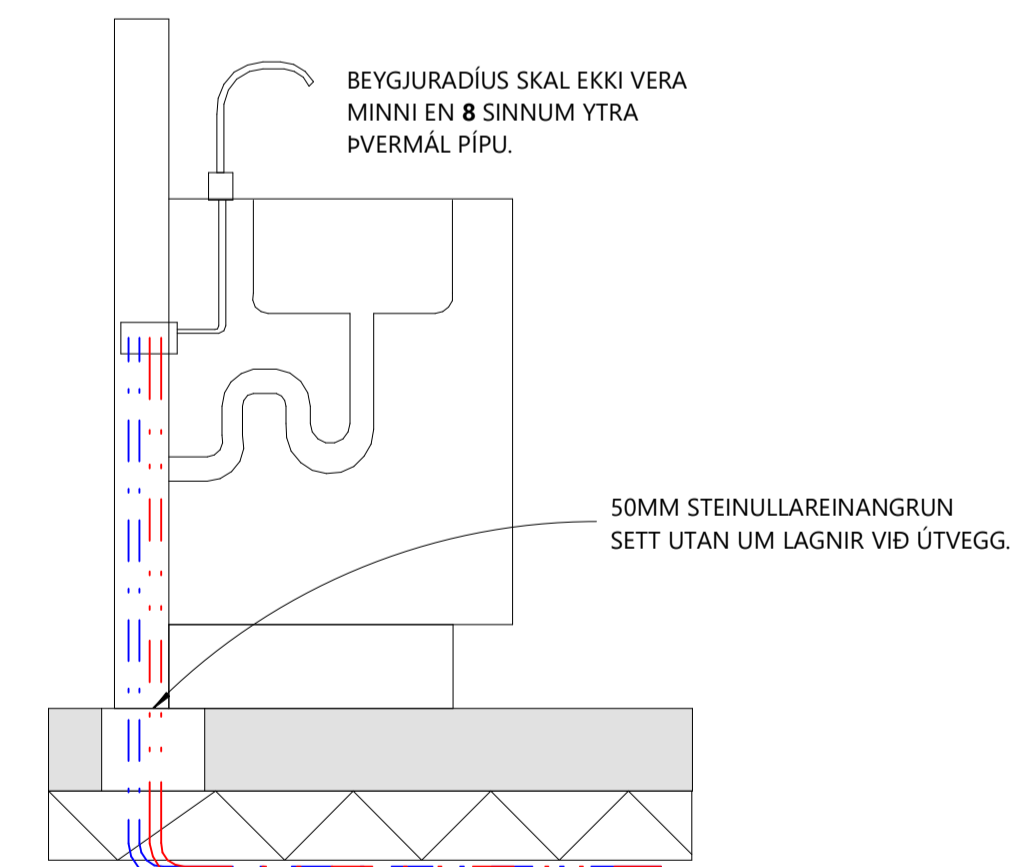 BEYGJURADÍUS SKAL EKKI VERA
MINNI EN 8 SINNUM YTRA
ÞVERMÁL PÍPU.
50MM STEINULLAREINANGRUN
SETT UTAN UM LAGNIR VIÐ ÚTVEGG.